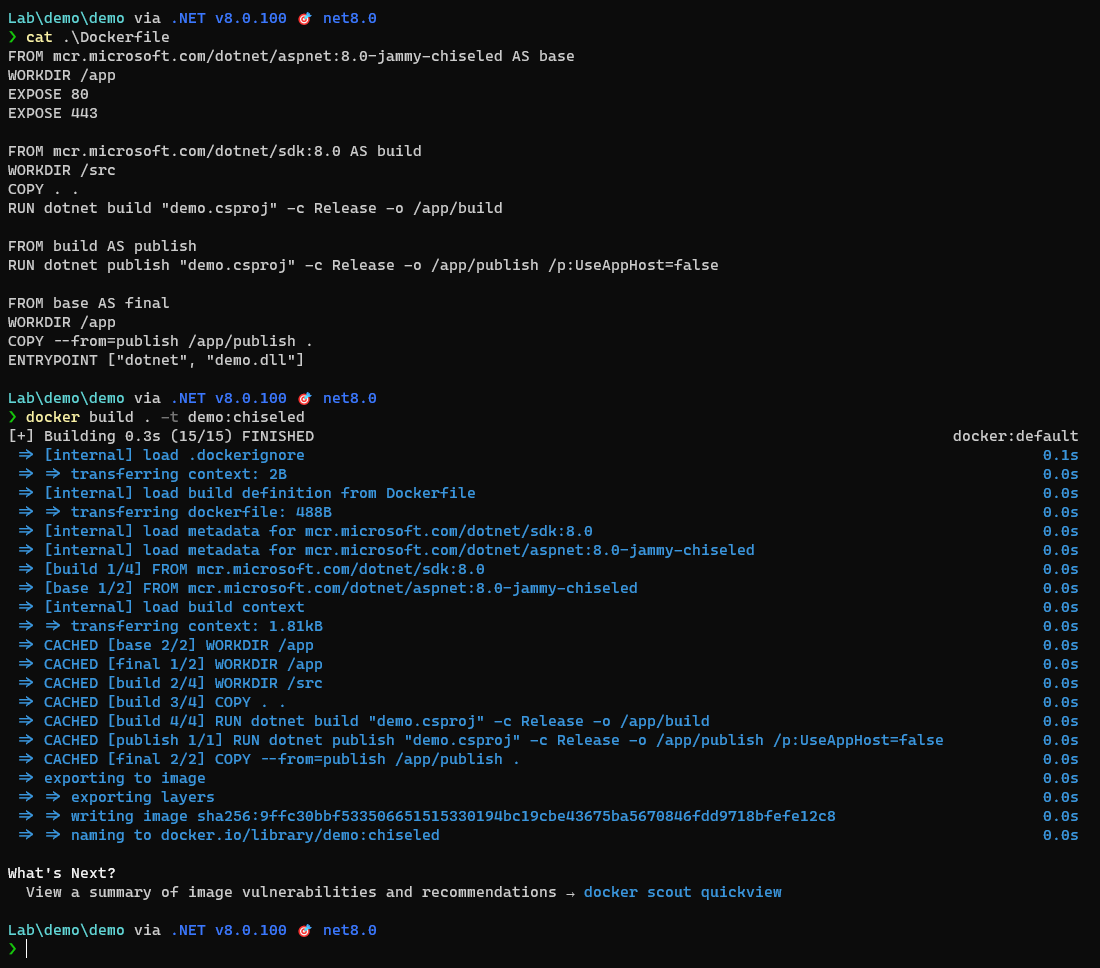 Lab\demo\demo via .NET v8.0.100 🎯 net8.0
❯ cat .\Dockerfile
FROM mcr.microsoft.com/dotnet/aspnet:8.0-jammy-chiseled AS base
WORKDIR /app
EXPOSE 80
EXPOSE 443

FROM mcr.microsoft.com/dotnet/sdk:8.0 AS build
WORKDIR /src
COPY . .
RUN dotnet build "demo.csproj" -c Release -o /app/build

FROM build AS publish
RUN dotnet publish "demo.csproj" -c Release -o /app/publish /p:UseAppHost=false

FROM base AS final
WORKDIR /app
COPY --from=publish /app/publish .
ENTRYPOINT ["dotnet", "demo.dll"]

Lab\demo\demo via .NET v8.0.100 🎯 net8.0
❯ docker build . -t demo:chiseled
[+] Building 0.3s (15/15) FINISHED docker:default
=> [internal] load .dockerignore 0.1s
=> => transferring context: 2B 0.0s
=> [internal] load build definition from Dockerfile 0.0s
=> => transferring dockerfile: 488B 0.0s
=> [internal] load metadata for mcr.microsoft.com/dotnet/sdk:8.0 0.0s
=> [internal] load metadata for mcr.microsoft.com/dotnet/aspnet:8.0-jammy-chiseled 0.0s
=> [build 1/4] FROM mcr.microsoft.com/dotnet/sdk:8.0 0.0s
=> [base 1/2] FROM mcr.microsoft.com/dotnet/aspnet:8.0-jammy-chiseled 0.0s
=> [internal] load build context 0.0s
=> => transferring context: 1.81kB 0.0s
=> CACHED [base 2/2] WORKDIR /app 0.0s
=> CACHED [final 1/2] WORKDIR /app 0.0s
=> CACHED [build 2/4] WORKDIR /src 0.0s
=> CACHED [build 3/4] COPY . . 0.0s
=> CACHED [build 4/4] RUN dotnet build "demo.csproj" -c Release -o /app/build 0.0s
=> CACHED [publish 1/1] RUN dotnet publish "demo.csproj" -c Release -o /app/publish /p:UseAppHost=false 0.0s
=> CACHED [final 2/2] COPY --from=publish /app/publish . 0.0s
=> exporting to image 0.0s
=> => exporting layers 0.0s
=> => writing image sha256:9ffc30bbf533506651515330194bc19cbe43675ba5670846fdd9718bfefe12c8 0.0s
=> => naming to docker.io/library/demo:chiseled 0.0s

What's Next?
View a summary of image vulnerabilities and recommendations → docker scout quickview

Lab\demo\demo via .NET v8.0.100 🎯 net8.0
❯